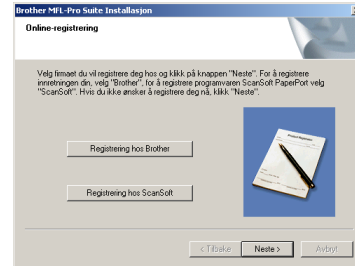 Brother MFL-Pro Suite Installasjon
Online-registrering
Velg firmaet du vil registrere deg hos og klikk på knappen "Neste". For å registrere
innretningen din, velg "Brother", for å registrere programvaren ScanSoft PaperPort velg
"ScanSoft". Hvis du ikke ønsker å registrere deg nå, klikk "Neste".
Registrering hos Brother
Registrering hos ScanSoft
< Tilbake
Neste >
Avbryt